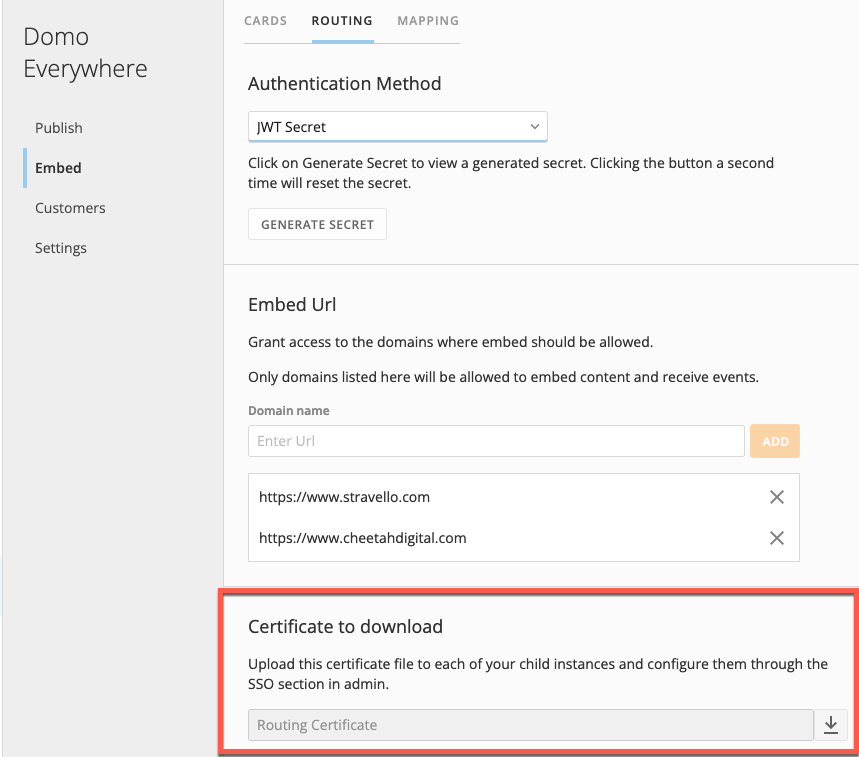 Domo
Everywhere
Publish
Embed
Customers
Settings
CARDS ROUTING MAPPING
Authentication Method
JWT Secret
Click on Generate Secret to view a generated secret. Clicking the button a second
time will reset the secret.
GENERATE SECRET
Embed Url
Grant access to the domains where embed should be allowed.
Only domains listed here will be allowed to embed content and receive events.
Domain name
Enter Url ADD
https://www.stravello.com
https://www.cheetahdigital.com
Certificate to download
Upload this certificate file to each of your child instances and configure them through the
SSO section in admin.
Routing Certificate